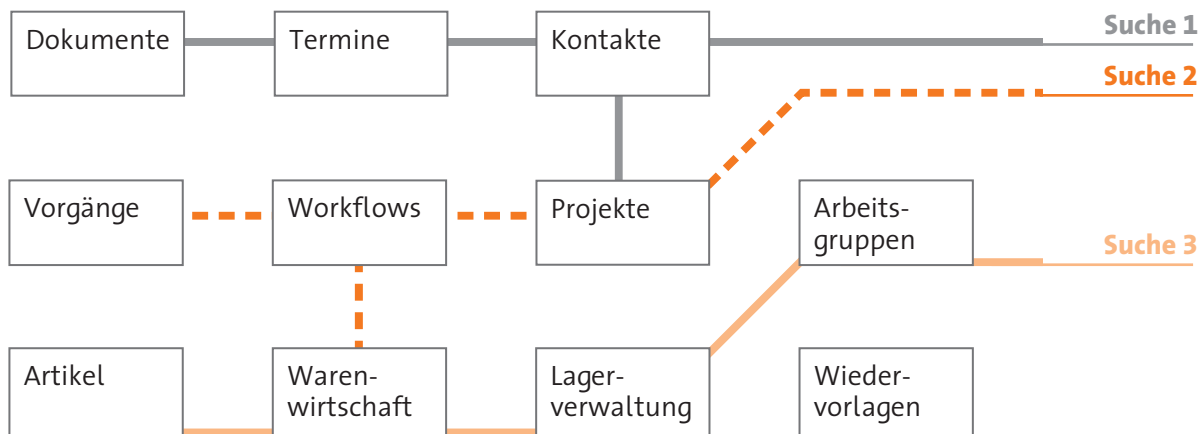 Dokumente
Termine
Kontakte
Suche 1
Suche 2
Vorgänge
Workflows
Projekte
Arbeits-
gruppen
Suche 3
Artikel
Waren-
wirtschaft
Lager-
verwaltung
Wieder-
vorlagen